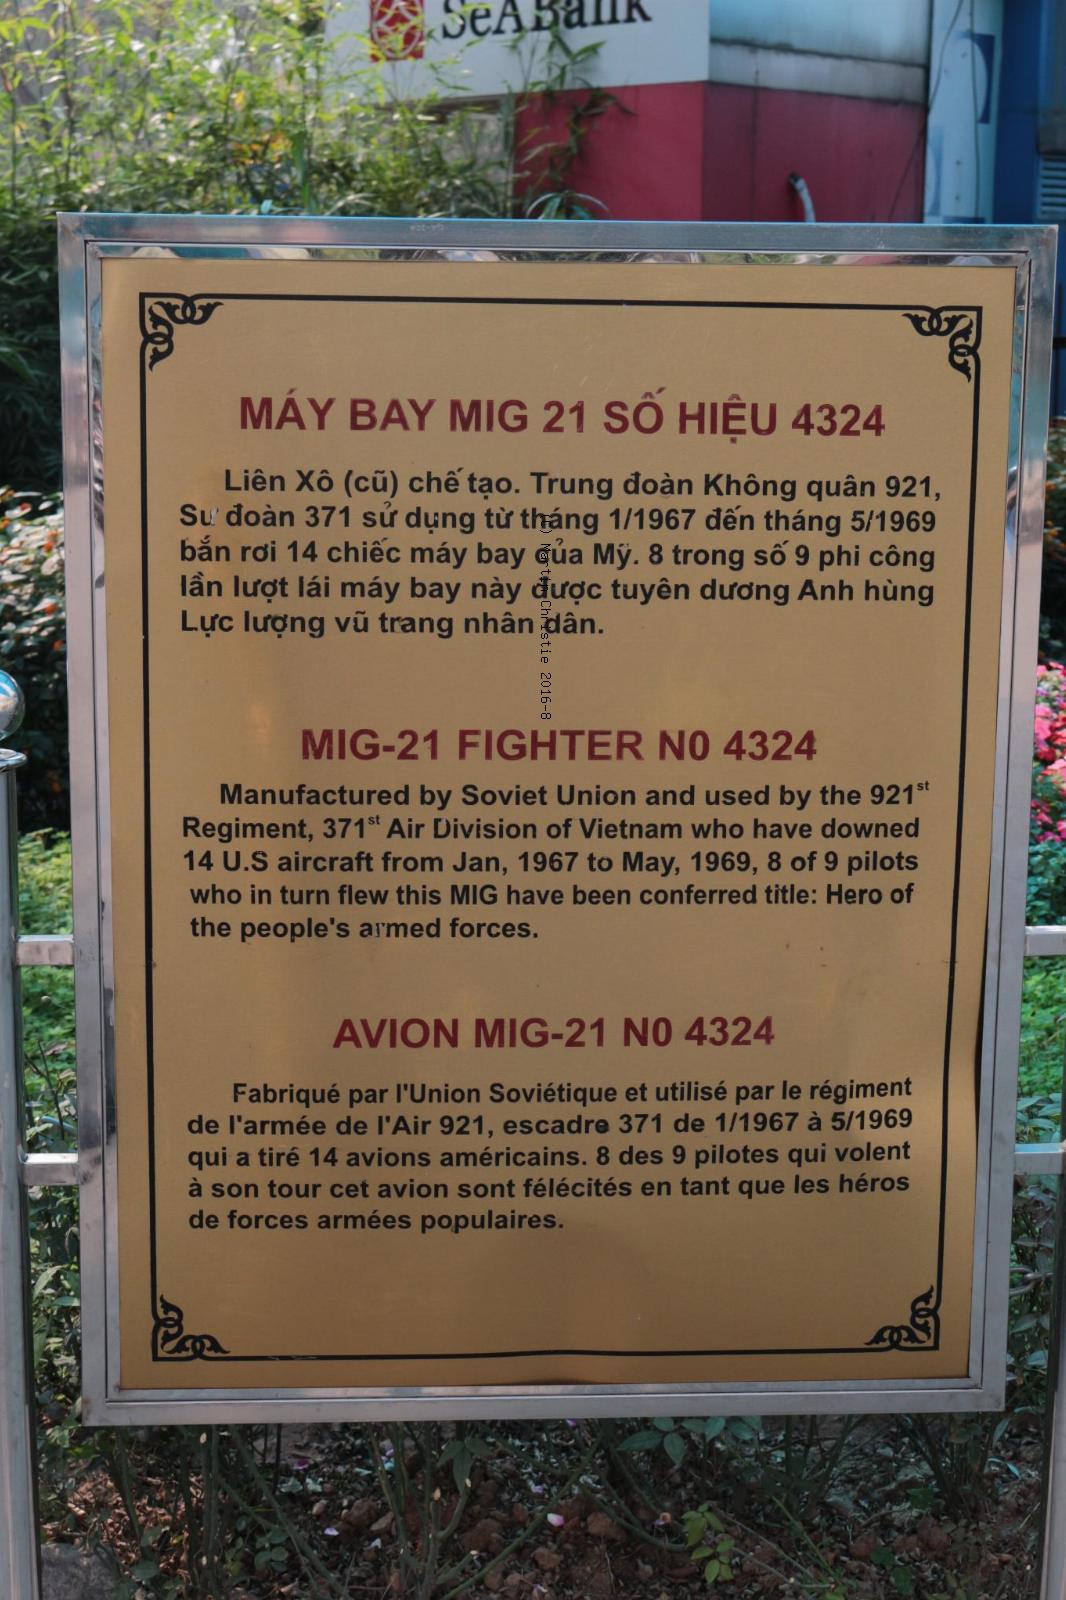 SeABank
MÁY BAY MIG 21 SỐ HIỆU 4324
Liên Xô (cũ) chế tạo. Trung đoàn Không quân 921,
Sư đoàn 371 sử dụng từ tháng 1/1967 đến tháng 5/1969
bắn rơi 14 chiếc máy bay của Mỹ. 8 trong số 9 phi công
lần lượt lái máy bay này được tuyên dương Anh hùng
Lực lượng vũ trang nhân dân.
MIG-21 FIGHTER N0 4324
Manufactured by Soviet Union and used by the 921st
Regiment, 371st Air Division of Vietnam who have downed
14 U.S aircraft from Jan, 1967 to May, 1969, 8 of 9 pilots
who in turn flew this MIG have been conferred title: Hero of
the people's armed forces.
AVION MIG-21 N0 4324
Fabriqué par l'Union Soviétique et utilisé par le régiment
de l'armée de l'Air 921, escadre 371 de 1/1967 à 5/1969
qui a tiré 14 avions américains. 8 des 9 pilotes qui volent
à son tour cet avion sont félécités en tant que les héros
de forces armées populaires.
(c) Martin Christie 2016-8